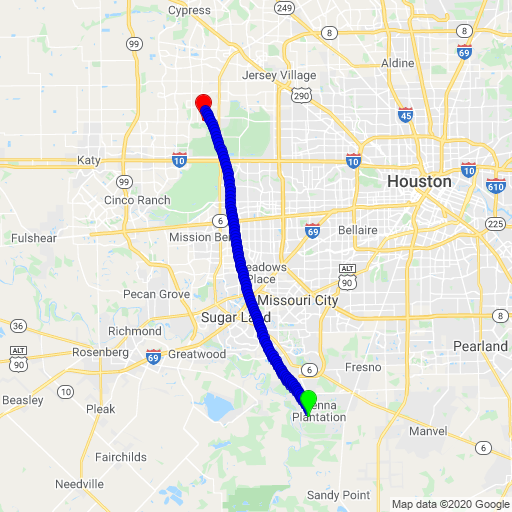 Cypress
249
8
99
Aldine
69
Jersey Village
290
45
Katy
10
10
10
99
Houston
610
Cinco Ranch
6
225
Fulshear
Mission Be
69
Bellaire
Meadows
Place
ALT
90
Pecan Grove
Missouri City
Sugar Land
8
36
Richmond
ALT
90
Rosenberg
69
Greatwood
Pearland
6
Fresno
10
Beasley
Pleak
enna
Plantation
Manvel
6
Fairchilds
Needville
Sandy Point
Map data ©2020 Google